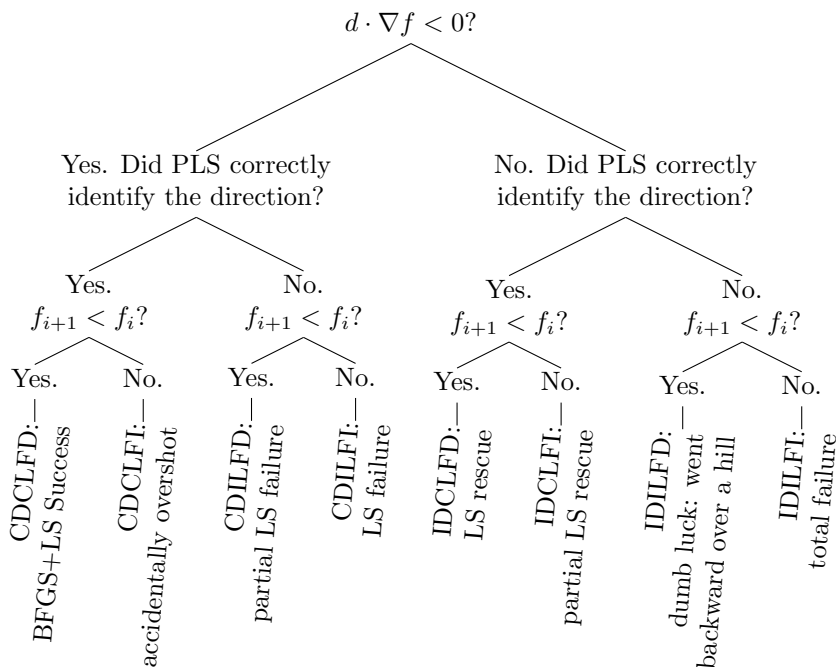 d · ∇f < 0?
Yes. Did PLS correctly
identify the direction?
No. Did PLS correctly
identify the direction?
Yes.
f_{i+1} < f_i?
No.
f_{i+1} < f_i?
Yes.
f_{i+1} < f_i?
No.
f_{i+1} < f_i?
Yes.
No.
Yes.
No.
Yes.
No.
Yes.
No.
CDCLFD:
BFGS+LS Success
CDCLFI:
accidentally overshot
CDILFD:
partial LS failure
CDILFI:
LS failure
IDCLFD:
LS rescue
IDCLFI:
partial LS rescue
IDILFD:
dumb luck: went
backward over a hill
IDILFI:
total failure